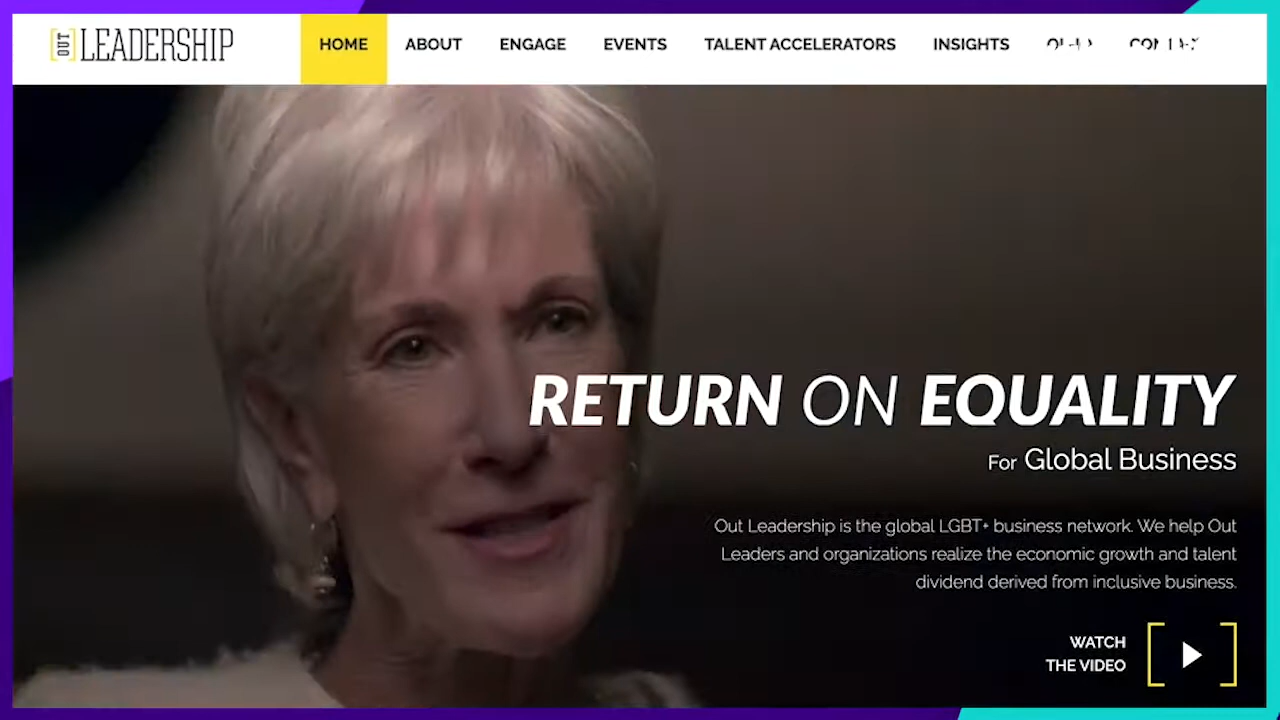 OUT LEADERSHIP
HOME ABOUT ENGAGE EVENTS TALENT ACCELERATORS INSIGHTS
RETURN ON EQUALITY
For Global Business
Out Leadership is the global LGBT+ business network. We help Out
Leaders and organizations realize the economic growth and talent
dividend derived from inclusive business.
WATCH
THE VIDEO